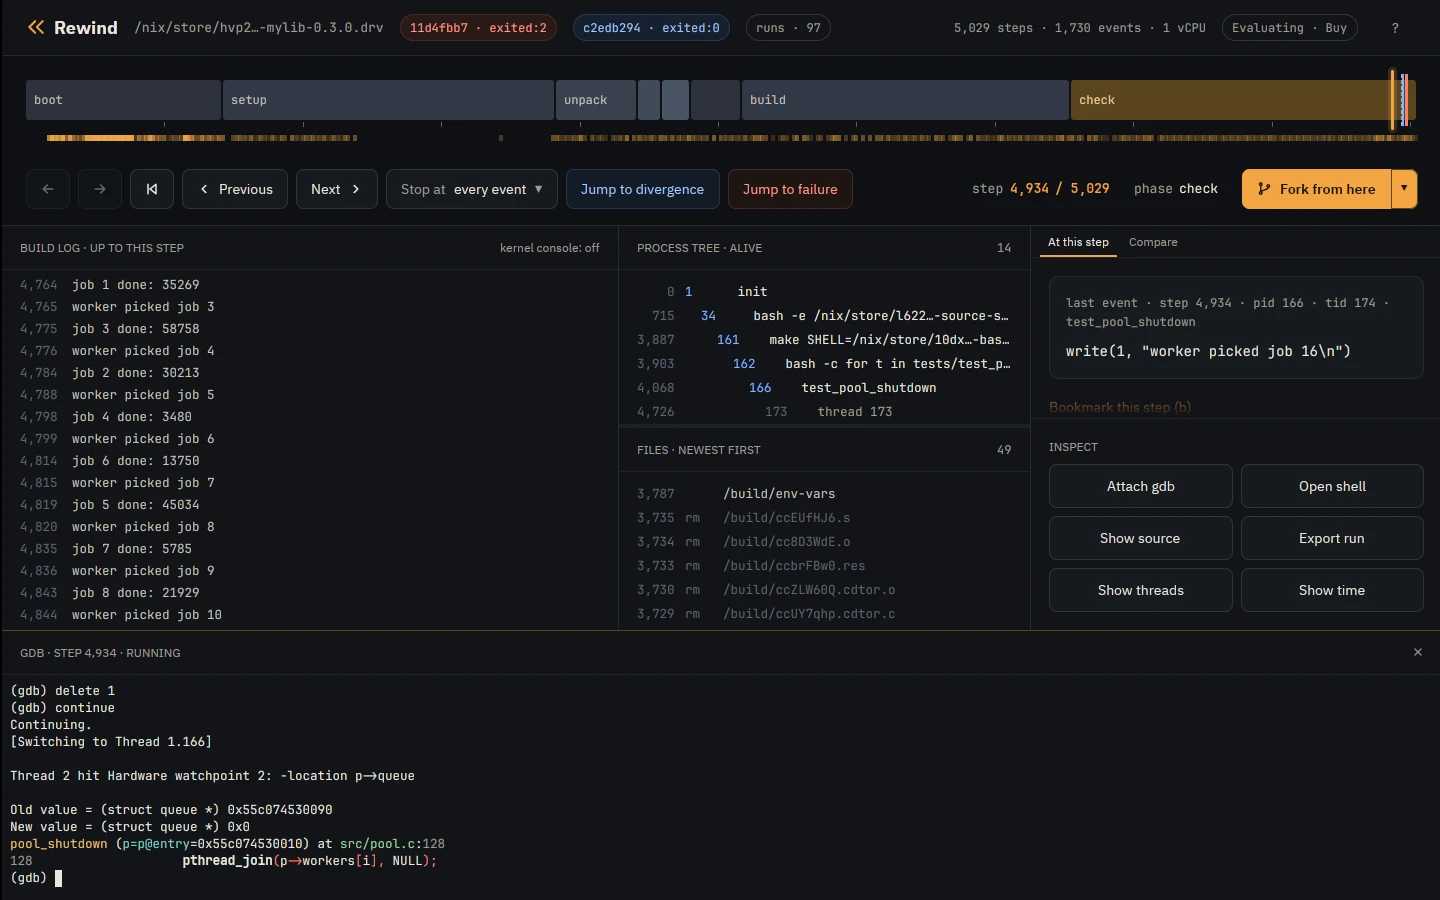 Rewind /nix/store/hvp2…-mylib-0.3.0.drv 11d4fbb7 · exited:2 c2edb294 · exited:0 runs · 97 5,029 steps · 1,730 events · 1 vCPU Evaluating · Buy ?
boot setup unpack build check
Previous Next Stop at every event Jump to divergence Jump to failure step 4,934 / 5,029 phase check Fork from here
BUILD LOG · UP TO THIS STEP kernel console: off
4,764 job 1 done: 35269
4,765 worker picked job 3
4,775 job 3 done: 58758
4,776 worker picked job 4
4,784 job 2 done: 30213
4,788 worker picked job 5
4,798 job 4 done: 3480
4,799 worker picked job 6
4,814 job 6 done: 13750
4,815 worker picked job 7
4,819 job 5 done: 45034
4,820 worker picked job 8
4,835 job 7 done: 5785
4,836 worker picked job 9
4,843 job 8 done: 21929
4,844 worker picked job 10
PROCESS TREE · ALIVE 14
0 1 init
715 34 bash -e /nix/store/l622…-source-s…
3,887 161 make SHELL=/nix/store/10dx…-bas…
3,903 162 bash -c for t in tests/test_p…
4,068 166 test_pool_shutdown
4,726 173 thread 173
FILES · NEWEST FIRST 49
3,787 /build/env-vars
3,735 rm /build/ccEUfHJ6.s
3,734 rm /build/cc8D3WdE.o
3,733 rm /build/ccbrFBw0.res
3,730 rm /build/ccZLW60Q.cdtor.o
3,729 rm /build/ccUY7qhp.cdtor.c
At this step Compare
last event · step 4,934 · pid 166 · tid 174 ·
test_pool_shutdown
write(1, "worker picked job 16\n")
Bookmark this step (b)
INSPECT
Attach gdb Open shell
Show source Export run
Show threads Show time
GDB · STEP 4,934 · RUNNING ×
(gdb) delete 1
(gdb) continue
Continuing.
[Switching to Thread 1.166]
Thread 2 hit Hardware watchpoint 2: -location p->queue
Old value = (struct queue *) 0x55c074530090
New value = (struct queue *) 0x0
pool_shutdown (p=p@entry=0x55c074530010) at src/pool.c:128
128 pthread_join(p->workers[i], NULL);
(gdb)